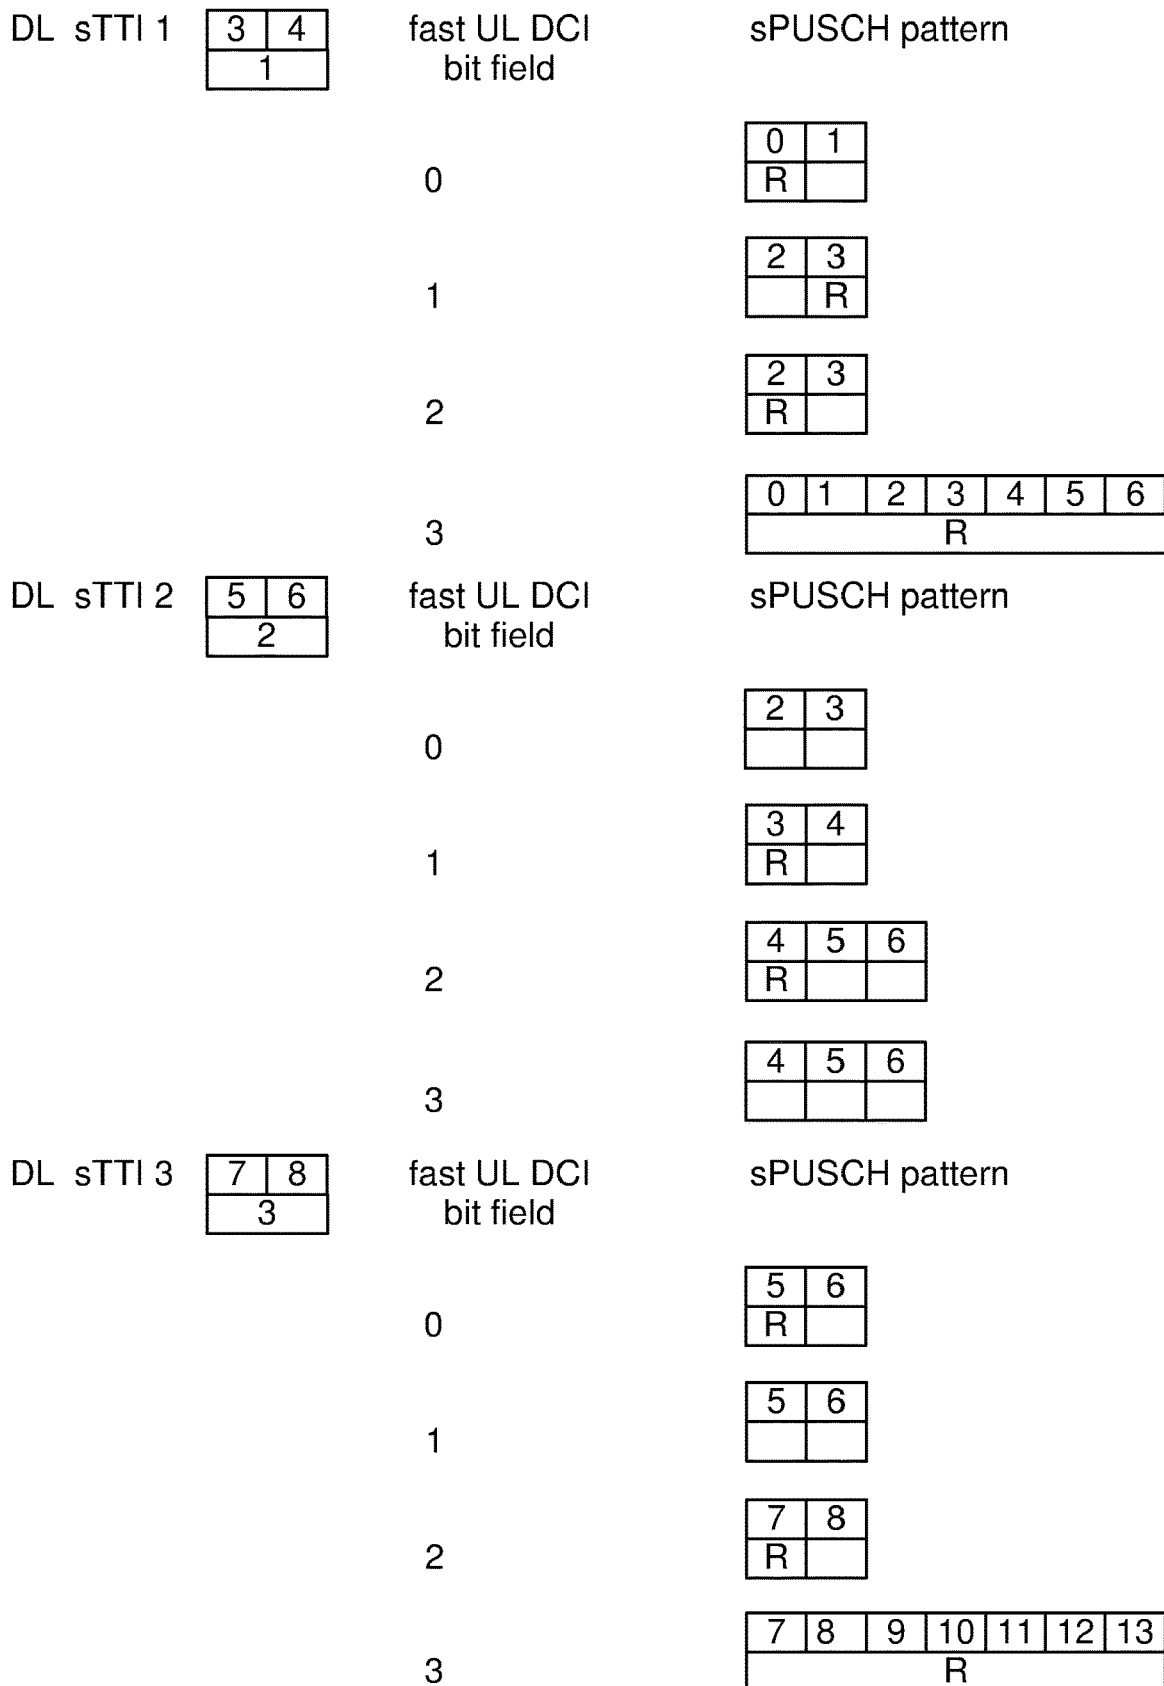 DL sTTI 1 3 4 fast UL DCI sPUSCH pattern
1 bit field
0 1
0 R
2 3
1 R
2 3
2 R
0 1 2 3 4 5 6
3 R
DL sTTI 2 5 6 fast UL DCI sPUSCH pattern
2 bit field
2 3
0
3 4
1 R
4 5 6
2 R
4 5 6
3
DL sTTI 3 7 8 fast UL DCI sPUSCH pattern
3 bit field
5 6
0 R
5 6
1
7 8
2 R
7 8 9 10 11 12 13
3 R